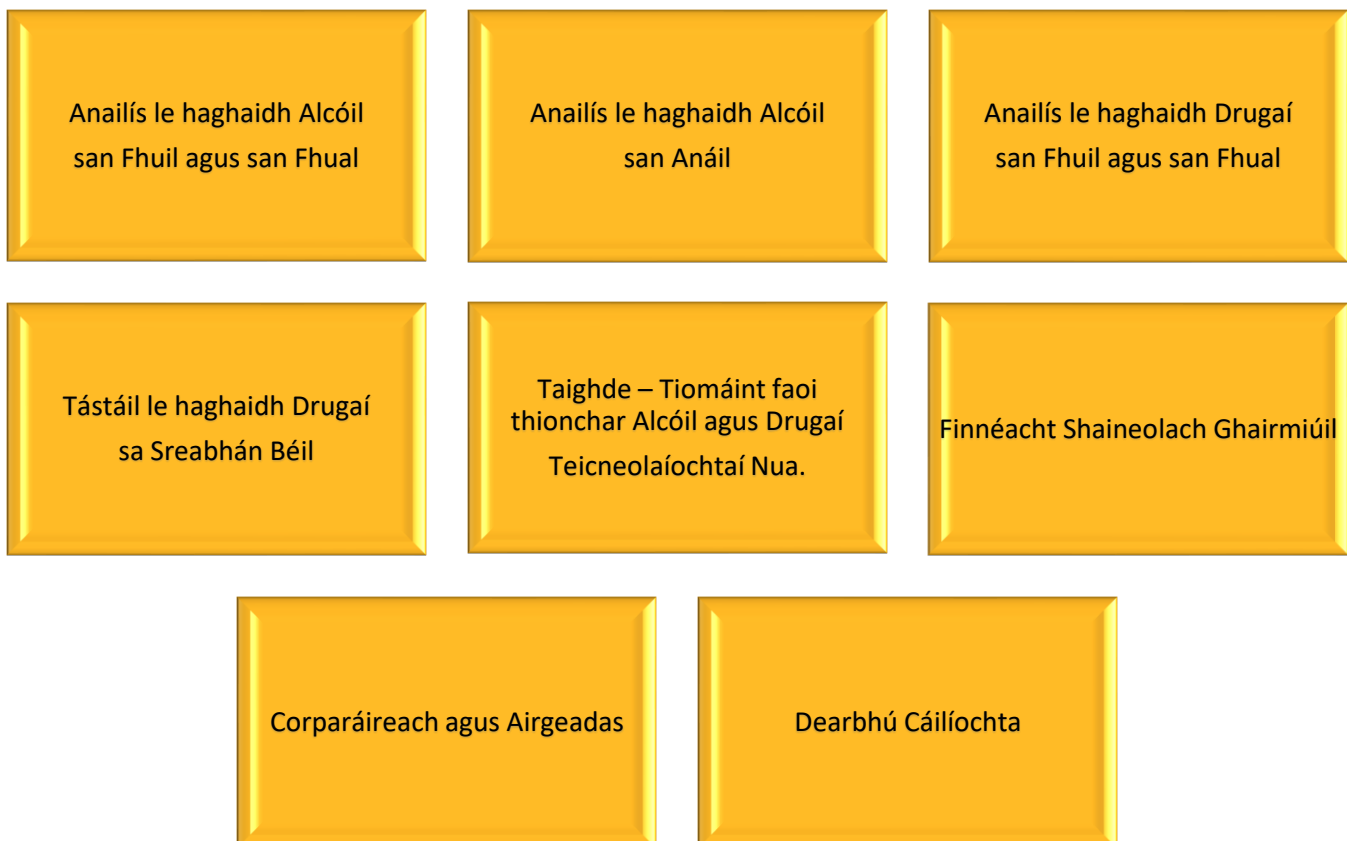 Anailís le haghaidh Alcóil
san Fhuil agus san Fhual
Anailís le haghaidh Alcóil
san Anáil
Anailís le haghaidh Drugaí
san Fhuil agus san Fhual
Tástáil le haghaidh Drugaí
sa Sreabhán Béil
Taighde – Tiomáint faoi
thionchar Alcóil agus Drugaí
Teicneolaíochtaí Nua.
Finnéacht Shaineolach Ghairmiúil
Corparáireach agus Airgeadas
Dearbhú Cáilíochta